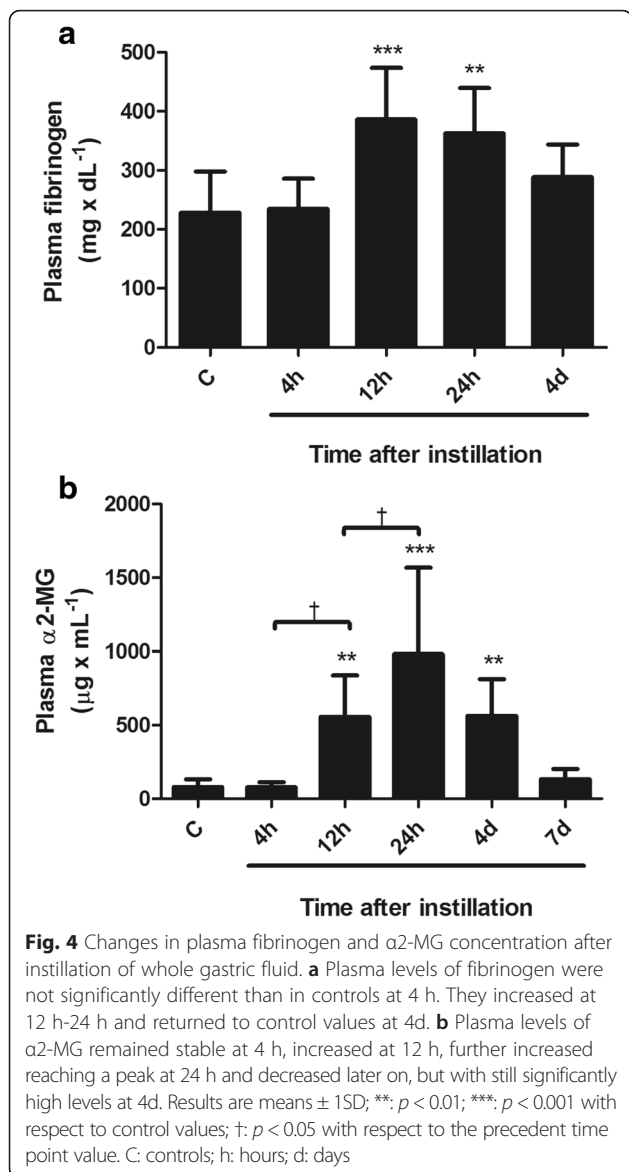 a
***
**
500
400
300
200
100
0
Plasma fibrinogen
(mg x dL⁻¹)
C
4h
12h
24h
4d
Time after instillation
b
†
†
***
**
**
2000
1500
1000
500
0
Plasma α2-MG
(μg x mL⁻¹)
C
4h
12h
24h
4d
7d
Time after instillation
Fig. 4 Changes in plasma fibrinogen and α2-MG concentration after
instillation of whole gastric fluid. a Plasma levels of fibrinogen were
not significantly different than in controls at 4 h. They increased at
12 h-24 h and returned to control values at 4d. b Plasma levels of
α2-MG remained stable at 4 h, increased at 12 h, further increased
reaching a peak at 24 h and decreased later on, but with still significantly
high levels at 4d. Results are means ± 1SD; **: p < 0.01; ***: p < 0.001 with
respect to control values; †: p < 0.05 with respect to the precedent time
point value. C: controls; h: hours; d: days